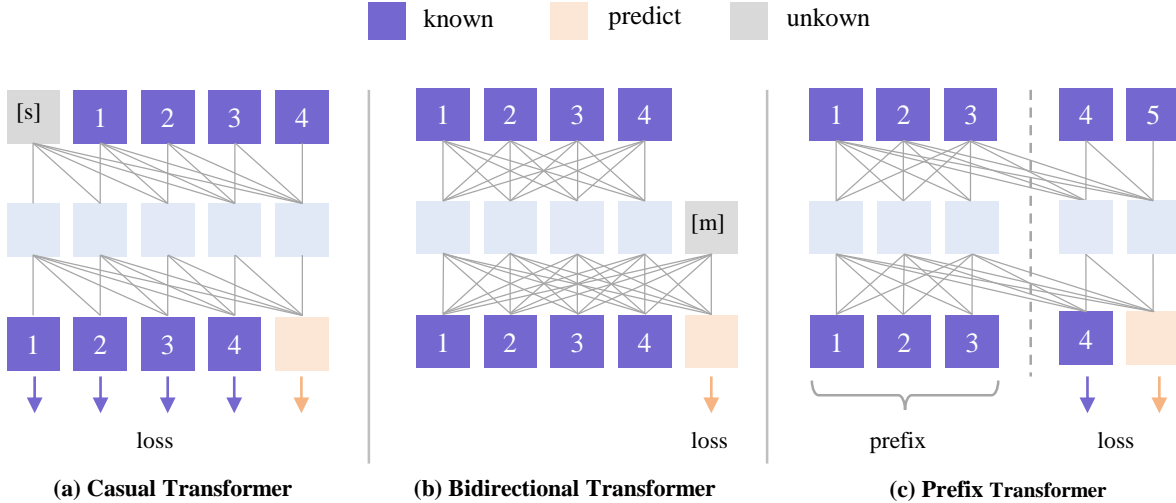 known predict unkown
[s] 1 2 3 4
1 2 3 4
1 2 3 4 5
[m]
1 2 3 4
1 2 3 4
1 2 3 4
loss
loss
prefix
loss
(a) Casual Transformer
(b) Bidirectional Transformer
(c) Prefix Transformer